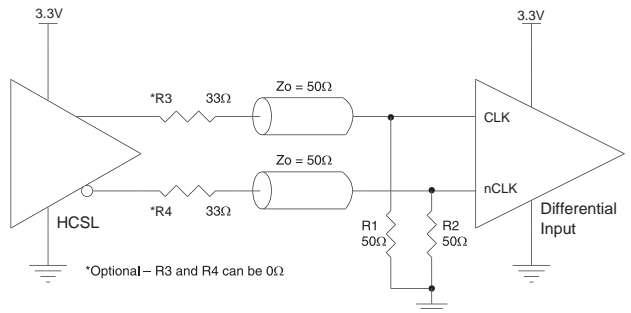 3.3V
3.3V
*R3 33Ω
Zo = 50Ω
CLK
Zo = 50Ω
nCLK
HCSL
*R4 33Ω
R1
50Ω
R2
50Ω
Differential
Input
*Optional – R3 and R4 can be 0Ω